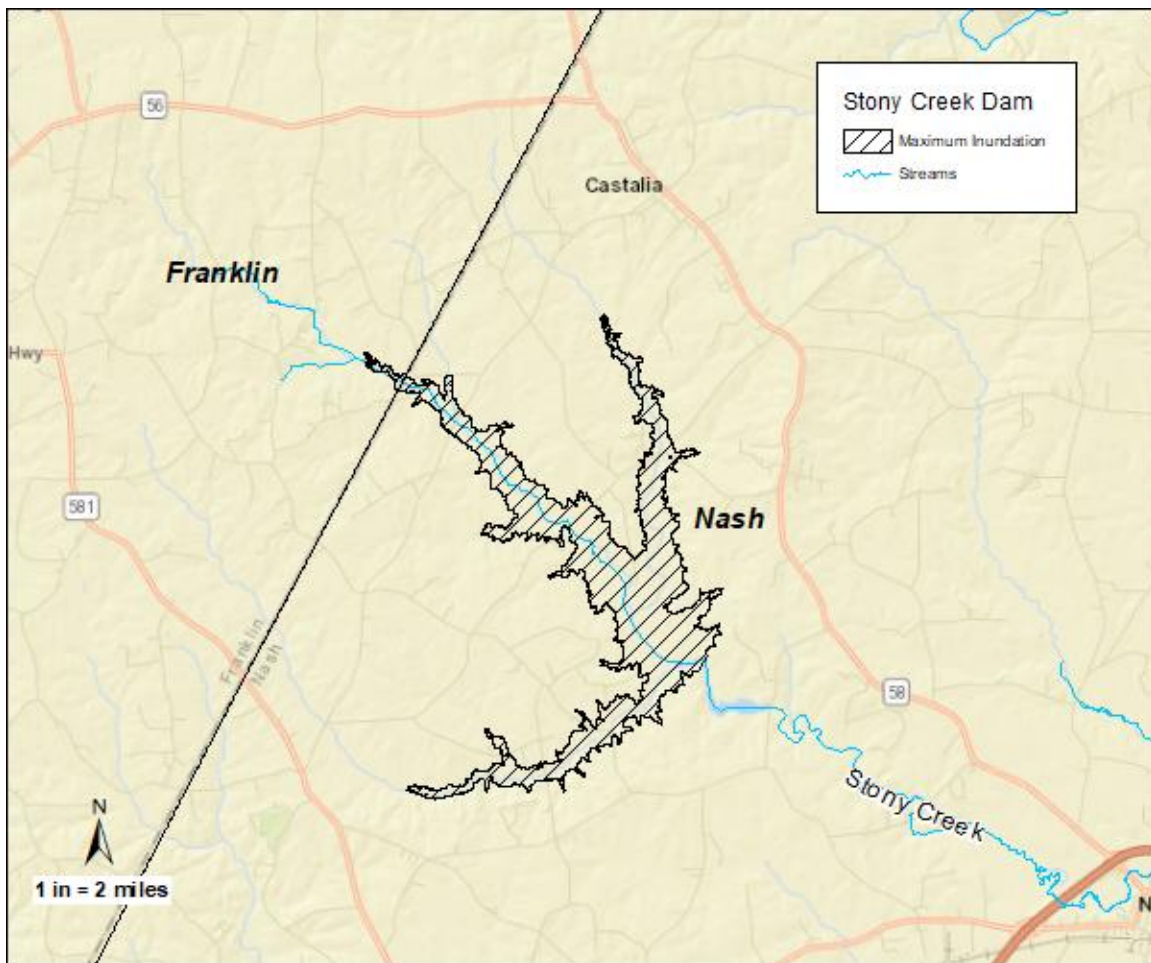 56
Stony Creek Dam
Maximum Inundation
Streams
Castalia
Franklin
Hwy
581
Nash
Franklin
Nash
58
Stony Creek
N
1 in = 2 miles
N